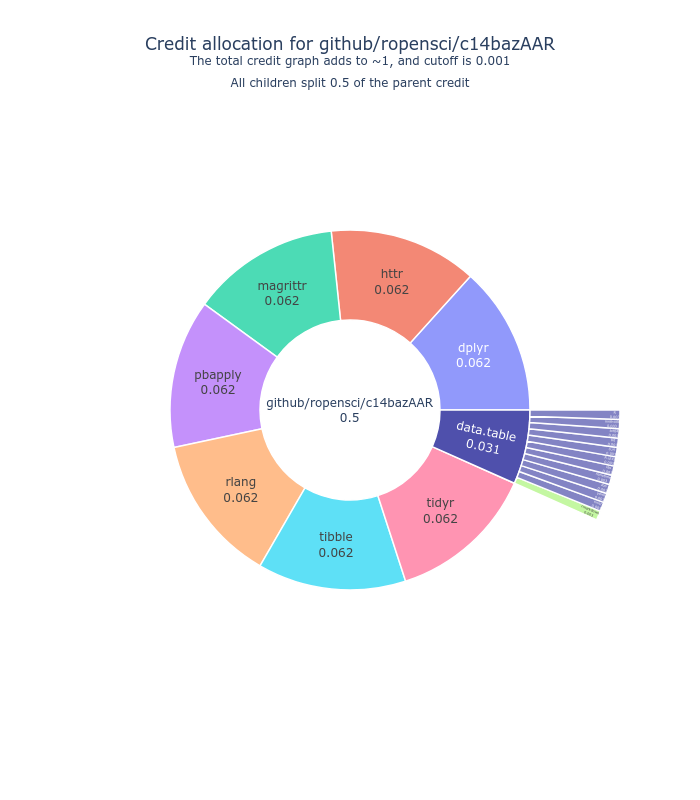 Credit allocation for github/ropensci/c14bazAAR
The total credit graph adds to ~1, and cutoff is 0.001
All children split 0.5 of the parent credit
httr
0.062
magrittr
0.062
dplyr
0.062
pbapply
0.062
github/ropensci/c14bazAAR
0.5
data.table
0.031
rlang
0.062
tidyr
0.062
tibble
0.062